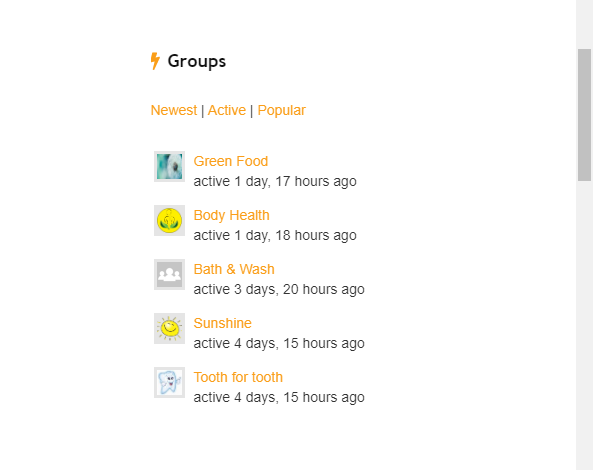 Groups
Newest | Active | Popular
Green Food
active 1 day, 17 hours ago
Body Health
active 1 day, 18 hours ago
Bath & Wash
active 3 days, 20 hours ago
Sunshine
active 4 days, 15 hours ago
Tooth for tooth
active 4 days, 15 hours ago